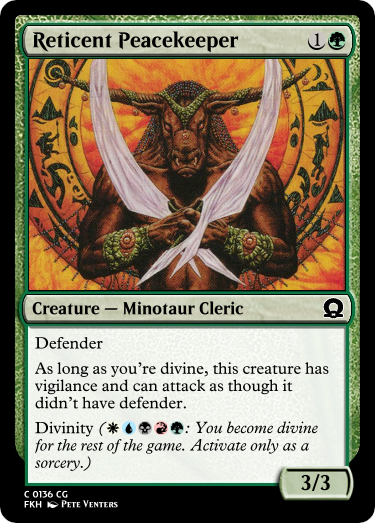 Reticent Peacekeeper 1
Creature — Minotaur Cleric
Defender
As long as you're divine, this creature has
vigilance and can attack as though it
didn't have defender.
Divinity ( : You become divine
for the rest of the game. Activate only as
a sorcery.)
3/3
C 0136 CG
FKH PETE VENTERS